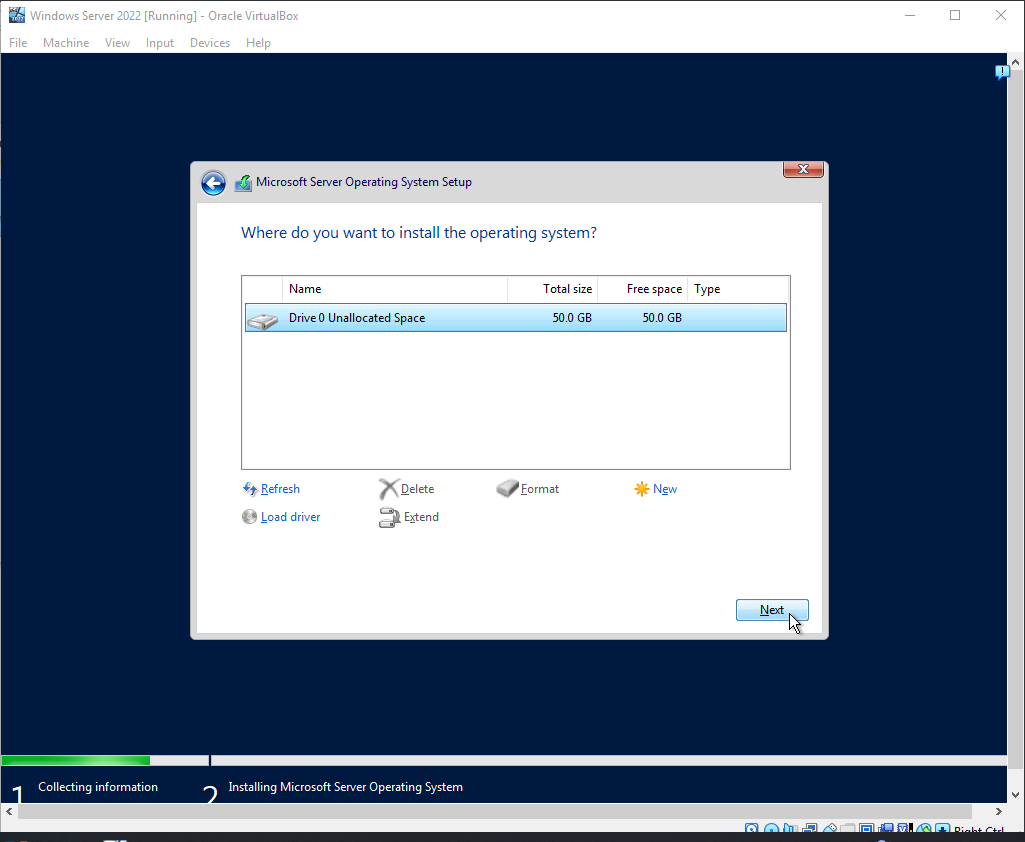 Windows Server 2022 [Running] - Oracle VirtualBox
File Machine View Input Devices Help
Microsoft Server Operating System Setup
Where do you want to install the operating system?
Name Total size Free space Type
Drive 0 Unallocated Space 50.0 GB 50.0 GB
Refresh Delete Format New
Load driver Extend
Next
1 Collecting information 2 Installing Microsoft Server Operating System
Right Ctrl